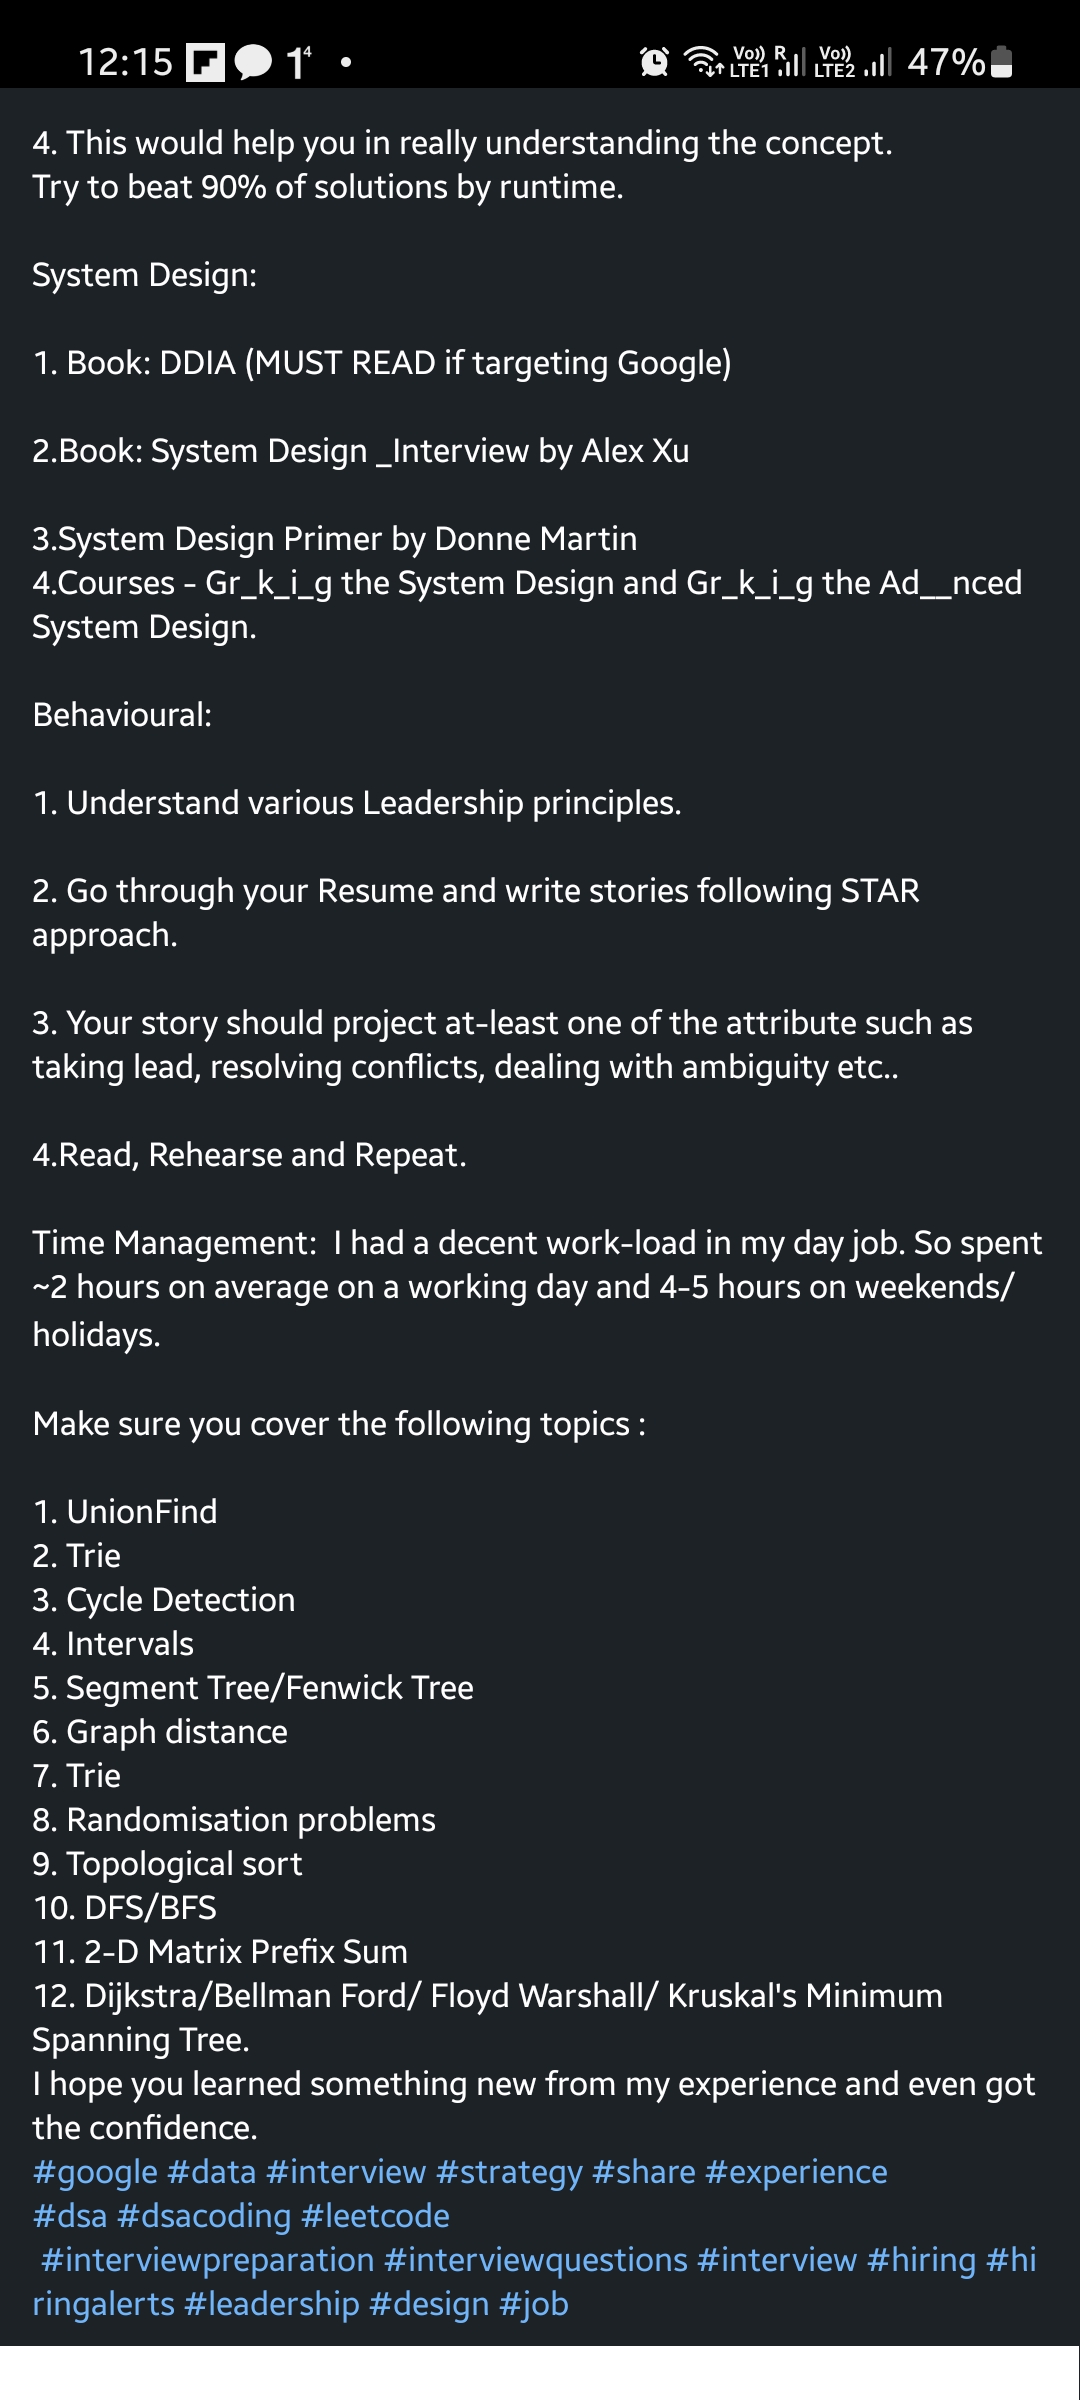 12:15 1 4 Vo)) R LTE1 Vo)) LTE2 47%
4. This would help you in really understanding the concept.
Try to beat 90% of solutions by runtime.
System Design:
1. Book: DDIA (MUST READ if targeting Google)
2.Book: System Design _Interview by Alex Xu
3.System Design Primer by Donne Martin
4.Courses - Gr_k_i_g the System Design and Gr_k_i_g the Ad__nced
System Design.
Behavioural:
1. Understand various Leadership principles.
2. Go through your Resume and write stories following STAR
approach.
3. Your story should project at-least one of the attribute such as
taking lead, resolving conflicts, dealing with ambiguity etc..
4.Read, Rehearse and Repeat.
Time Management:  I had a decent work-load in my day job. So spent
~2 hours on average on a working day and 4-5 hours on weekends/
holidays.
Make sure you cover the following topics :
1. UnionFind
2. Trie
3. Cycle Detection
4. Intervals
5. Segment Tree/Fenwick Tree
6. Graph distance
7. Trie
8. Randomisation problems
9. Topological sort
10. DFS/BFS
11. 2-D Matrix Prefix Sum
12. Dijkstra/Bellman Ford/ Floyd Warshall/ Kruskal's Minimum
Spanning Tree.
I hope you learned something new from my experience and even got
the confidence.
#google #data #interview #strategy #share #experience
#dsa #dsacoding #leetcode
#interviewpreparation #interviewquestions #interview #hiring #hi
ringalerts #leadership #design #job